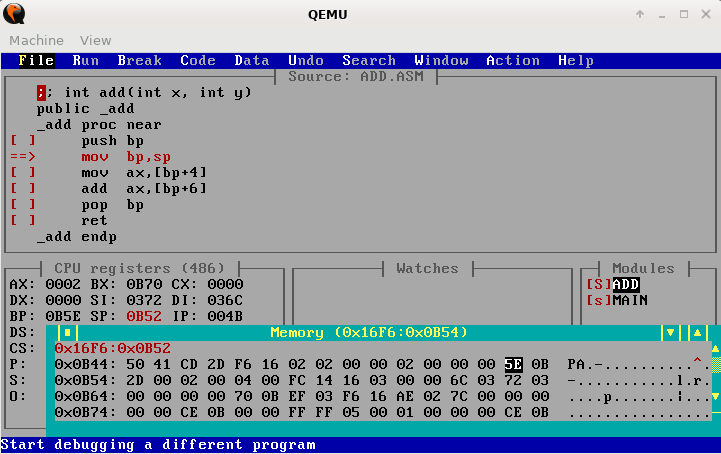 QEMU
Machine View
File Run Break Code Data Undo Search Window Action Help
Source: ADD.ASM
;; int add(int x, int y)
public _add
_add proc near
[ ] push bp
==> mov bp,sp
[ ] mov ax,[bp+4]
[ ] add ax,[bp+6]
[ ] pop bp
[ ] ret
_add endp
CPU registers (486) Watches Modules
AX: 0002 BX: 0B70 CX: 0000 [S]ADD
DX: 0000 SI: 0372 DI: 036C [s]MAIN
BP: 0B5E SP: 0B52 IP: 004B
DS: Memory (0x16F6:0x0B54)
CS: 0x16F6:0x0B52
P: 0x0B44: 50 41 CD 2D F6 16 02 02 00 00 02 00 00 00 5E 0B PA.-..........^.
S: 0x0B54: 2D 00 02 00 04 00 FC 14 16 03 00 00 6C 03 72 03 -...........l.r.
O: 0x0B64: 00 00 00 00 70 0B EF 03 F6 16 AE 02 7C 00 00 00 ....p.......¦...
0x0B74: 00 00 CE 0B 00 00 FF FF 05 00 01 00 00 00 CE 0B ................
Start debugging a different program